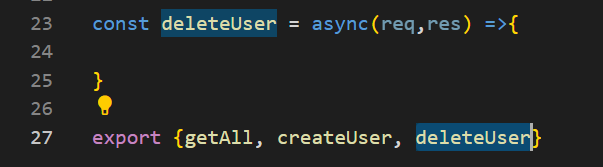 23 const deleteUser = async(req,res) =>{
24
25 }
26
27 export {getAll, createUser, deleteUser}